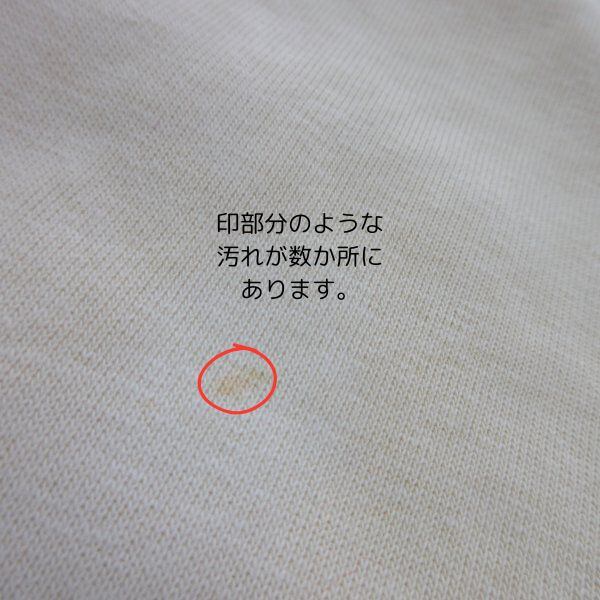 印部分のような
汚れが数か所に
あります。